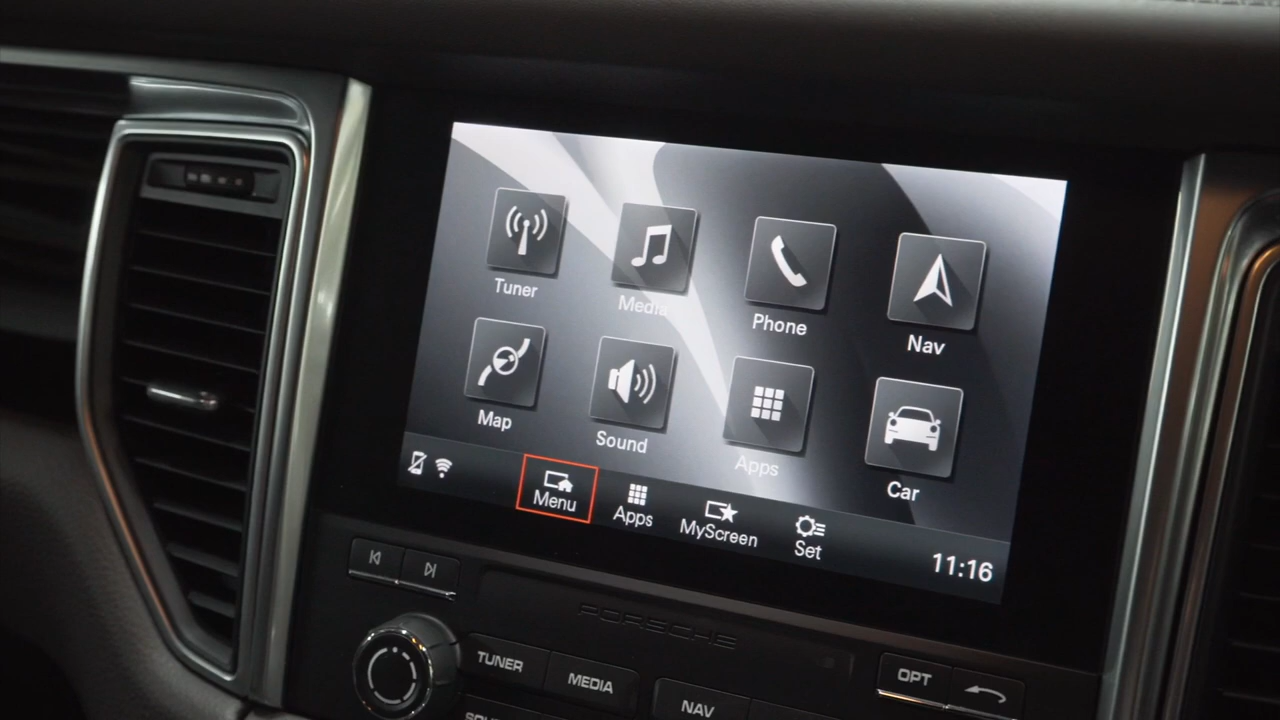 Tuner
Media
Phone
Nav
Map
Sound
Apps
Car
Menu
Apps
MyScreen
Set
11:16
PORSCHE
TUNER
MEDIA
NAV
OPT